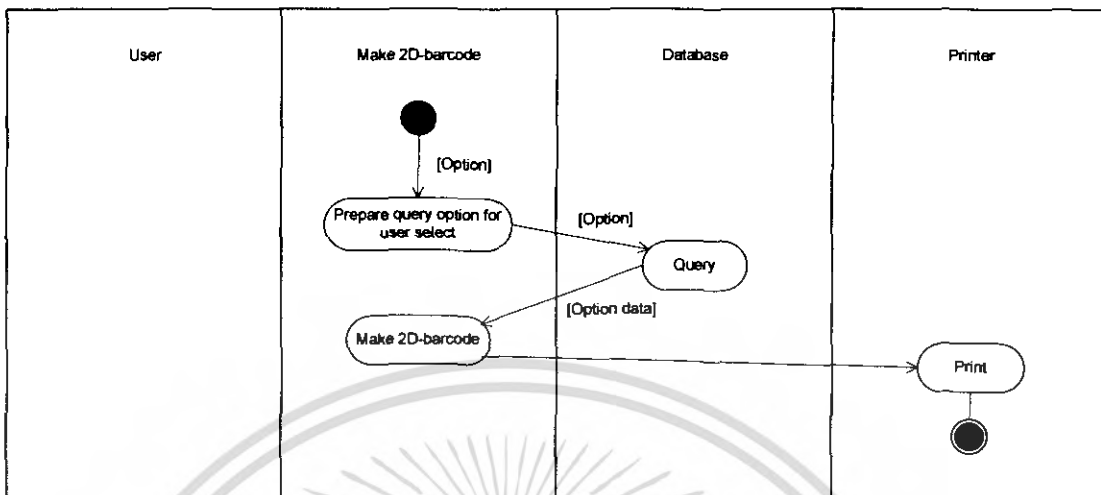 User
Make 2D-barcode
Database
Printer
[Option]
Prepare query option for
user select
[Option]
Query
[Option data]
Make 2D-barcode
Print